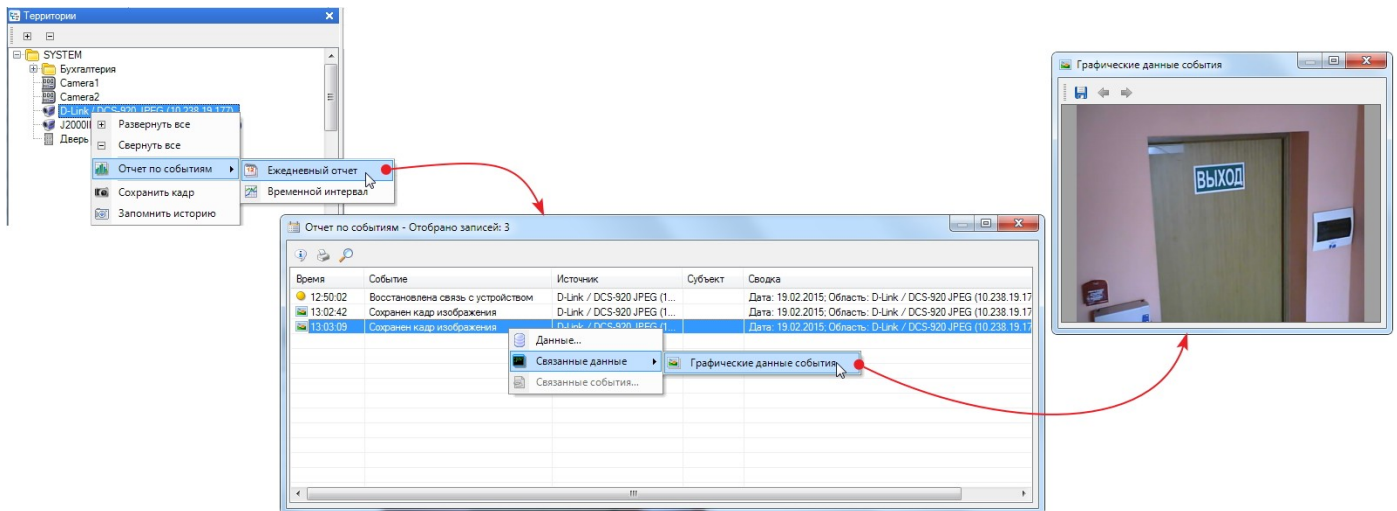 Территории
SYSTEM
Бухгалтерия
Camera1
Camera2
D-Link / DCS-920 JPEG (10.238.19.177)
J2000II
Дверь
Развернуть все
Свернуть все
Отчет по событиям
Сохранить кадр
Запомнить историю
Ежедневный отчет
Временной интервал
Отчет по событиям - Отобрано записей: 3
Время Событие Источник Субъект Сводка
12:50:02 Восстановлена связь с устройством D-Link / DCS-920 JPEG (1... Дата: 19.02.2015; Область: D-Link / DCS-920 JPEG (10.238.19.17
13:02:42 Сохранен кадр изображения D-Link / DCS-920 JPEG (1... Дата: 19.02.2015; Область: D-Link / DCS-920 JPEG (10.238.19.17
13:03:09 Сохранен кадр изображения D-Link / DCS-920 JPEG (1... Дата: 19.02.2015; Область: D-Link / DCS-920 JPEG (10.238.19.17
Данные...
Связанные данные
Связанные события...
Графические данные события
Графические данные события
ВЫХОД